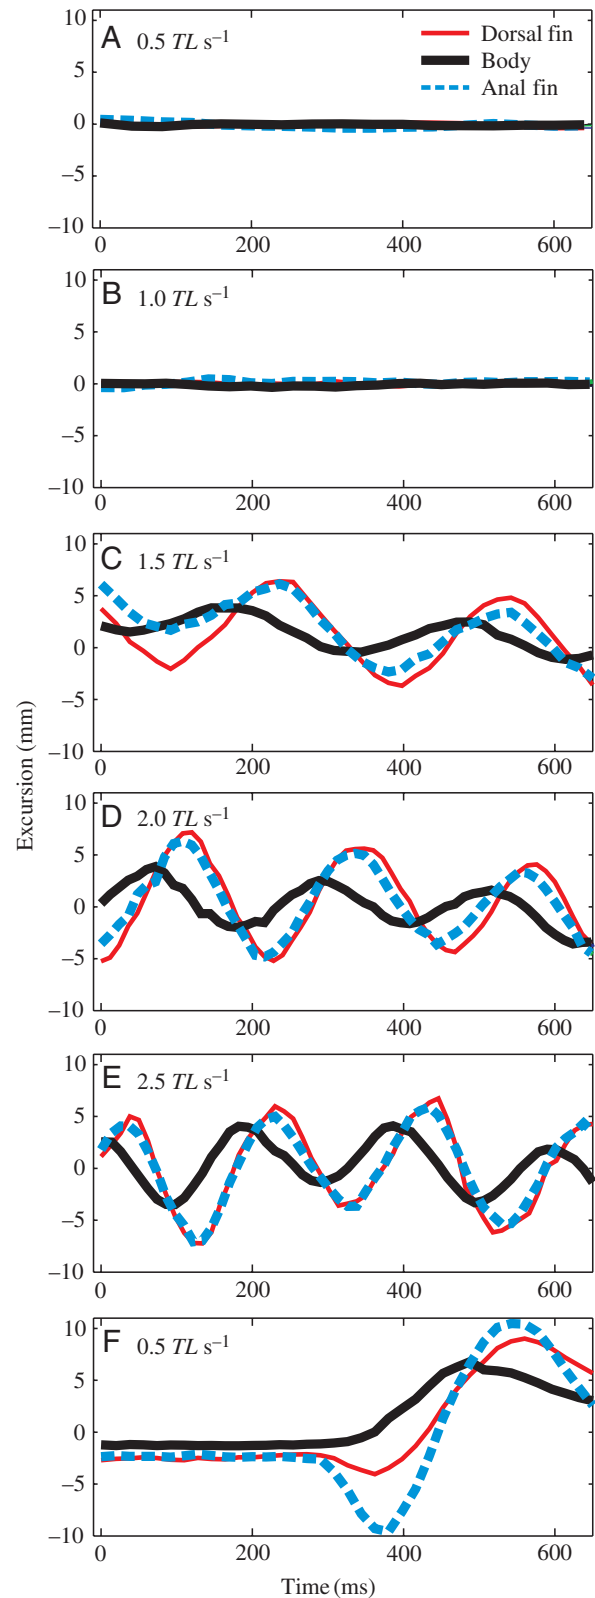 A 0.5 TL s⁻¹
Dorsal fin
Body
Anal fin
10
5
0
−5
−10
0 200 400 600
B 1.0 TL s⁻¹
10
5
0
−5
−10
0 200 400 600
C 1.5 TL s⁻¹
10
5
0
−5
−10
0 200 400 600
Excursion (mm)
D 2.0 TL s⁻¹
10
5
0
−5
−10
0 200 400 600
E 2.5 TL s⁻¹
10
5
0
−5
−10
0 200 400 600
F 0.5 TL s⁻¹
10
5
0
−5
−10
0 200 400 600
Time (ms)